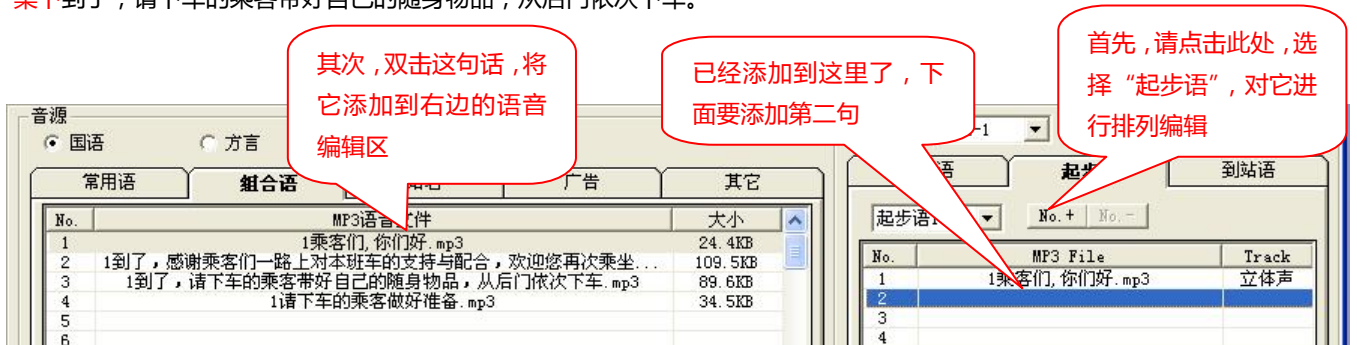 到了，请下车的乘客带好自己的随身物品，从后门依次下车。
其次，双击这句话，将
它添加到右边的语音
编辑区
已经添加到这里了，下
面要添加第二句
首先，请点击此处，选
择“起步语”，对它进
行排列编辑
音源
国语
方言
常用语
组合语
广告
其它
No.
MP3语音文件
大小
1
1乘客们,你们好.mp3
24.4KB
2
1到了，感谢乘客们一路上对本班车的支持与配合，欢迎您再次乘坐...
109.5KB
3
1到了，请下车的乘客带好自己的随身物品，从后门依次下车.mp3
89.6KB
4
1请下车的乘客做好准备.mp3
34.5KB
5
6
-1
语
起步
到站语
起步语
No.+
No.-
No.
MP3 File
Track
1
1乘客们,你们好.mp3
立体声
2
3
4